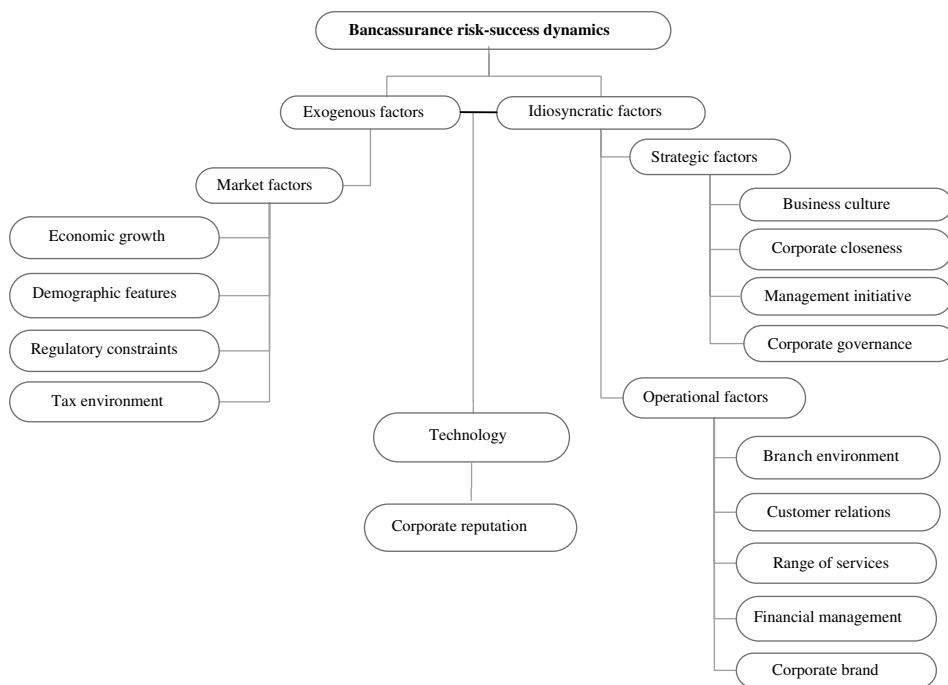 Bancassurance risk-success dynamics
Exogenous factors
Idiosyncratic factors
Market factors
Economic growth
Demographic features
Regulatory constraints
Tax environment
Technology
Corporate reputation
Strategic factors
Business culture
Corporate closeness
Management initiative
Corporate governance
Operational factors
Branch environment
Customer relations
Range of services
Financial management
Corporate brand